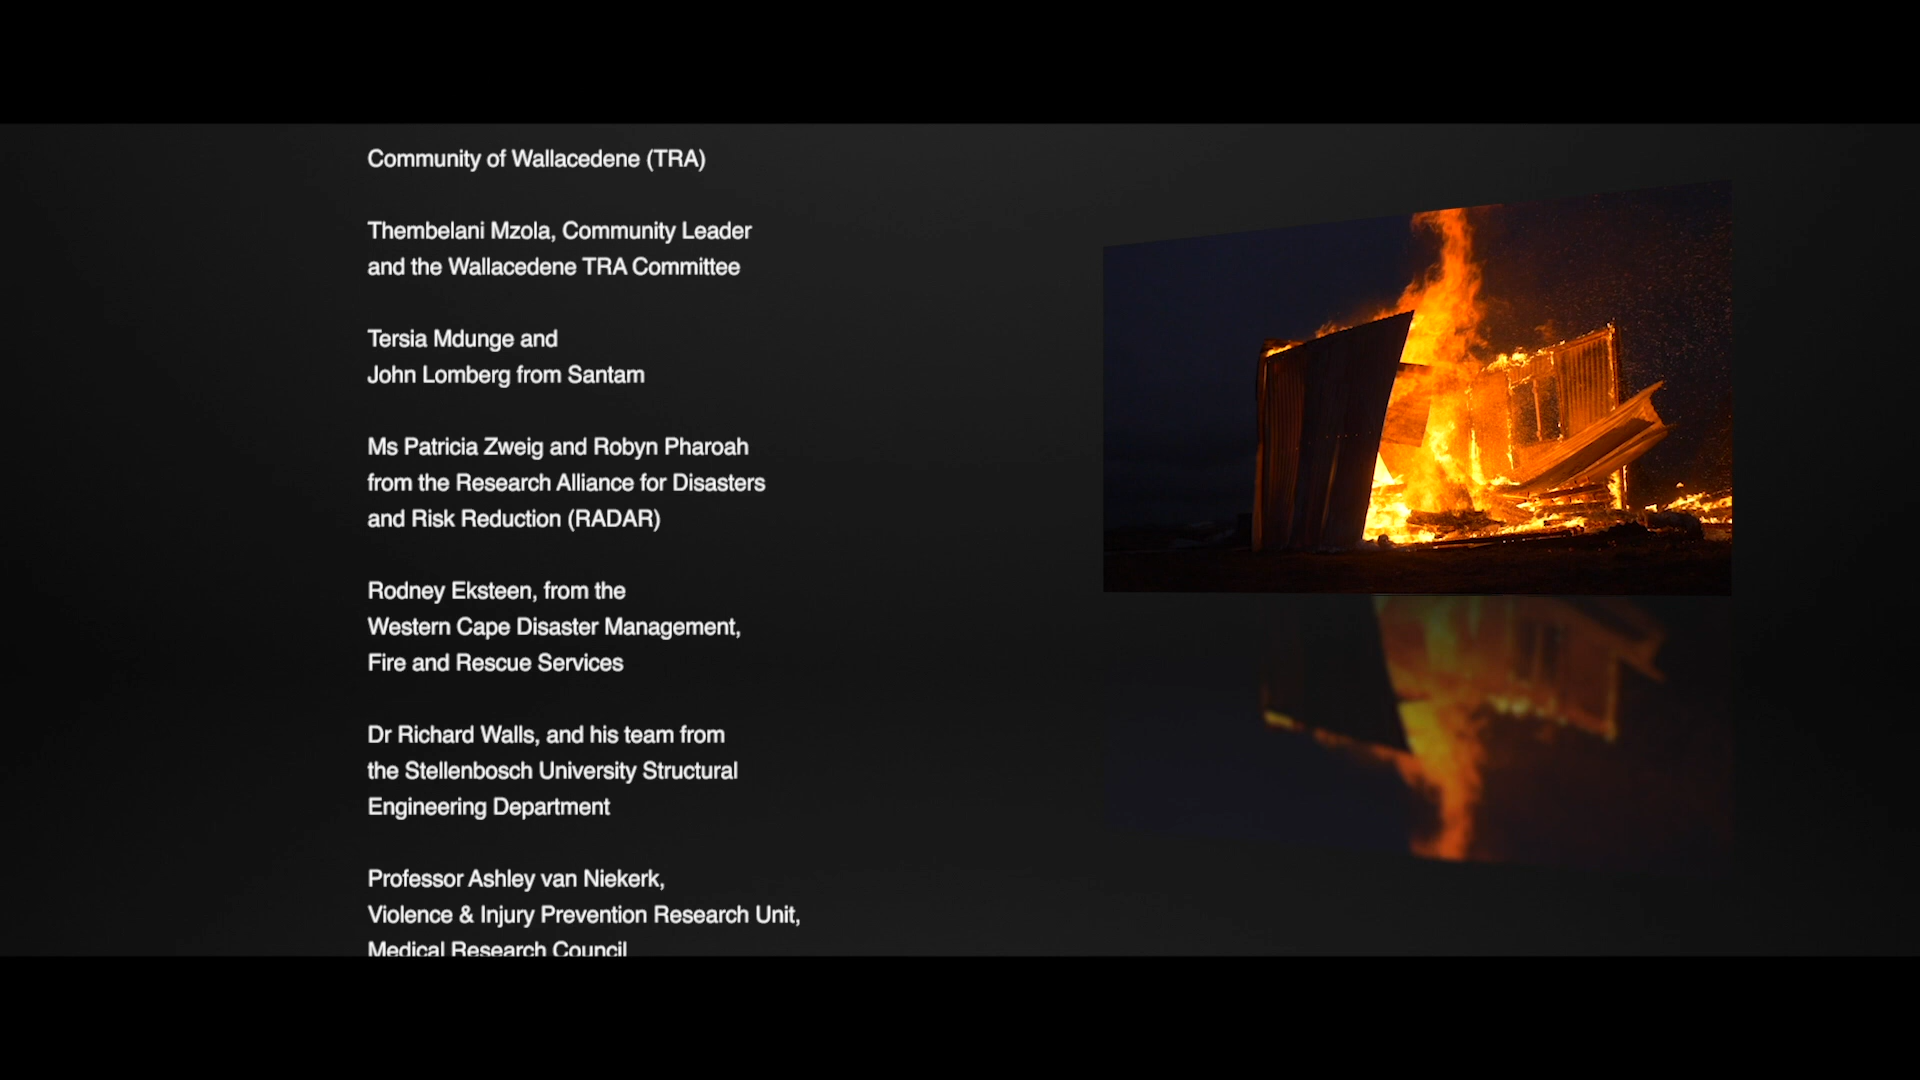 Community of Wallacedene (TRA)
Thembelani Mzola, Community Leader
and the Wallacedene TRA Committee
Tersia Mdunge and
John Lomberg from Santam
Ms Patricia Zweig and Robyn Pharoah
from the Research Alliance for Disasters
and Risk Reduction (RADAR)
Rodney Eksteen, from the
Western Cape Disaster Management,
Fire and Rescue Services
Dr Richard Walls, and his team from
the Stellenbosch University Structural
Engineering Department
Professor Ashley van Niekerk,
Violence & Injury Prevention Research Unit,
Medical Research Council